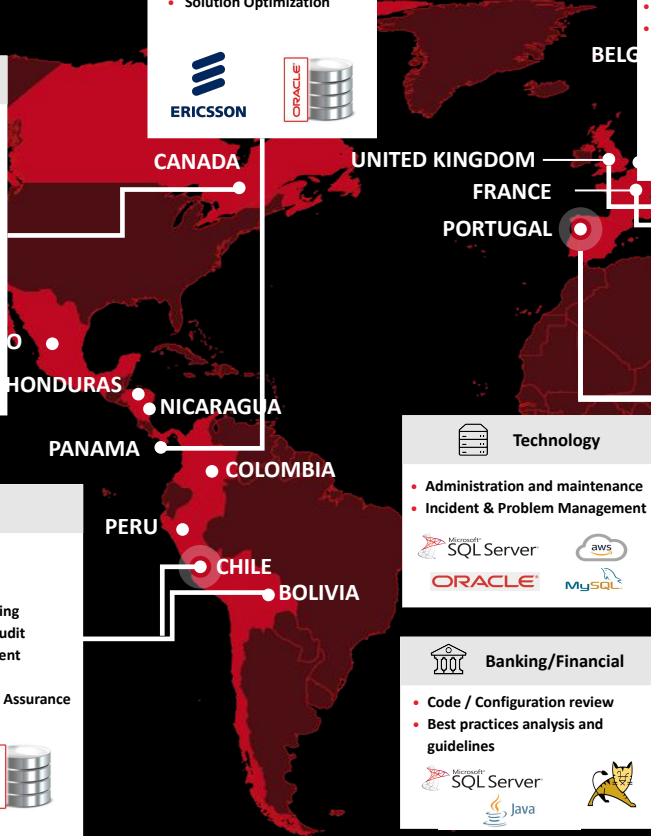 Solution Optimization
ERICSSON
ORACLE
BELG
CANADA
UNITED KINGDOM
FRANCE
PORTUGAL
O
HONDURAS
NICARAGUA
PANAMA
COLOMBIA
PERU
CHILE
BOLIVIA
Technology
Administration and maintenance
Incident & Problem Management
Microsoft
SQL Server
aws
ORACLE
MySQL
ing
udit
ent
Assurance
Banking/Financial
Code / Configuration review
Best practices analysis and
guidelines
Microsoft
SQL Server
Java